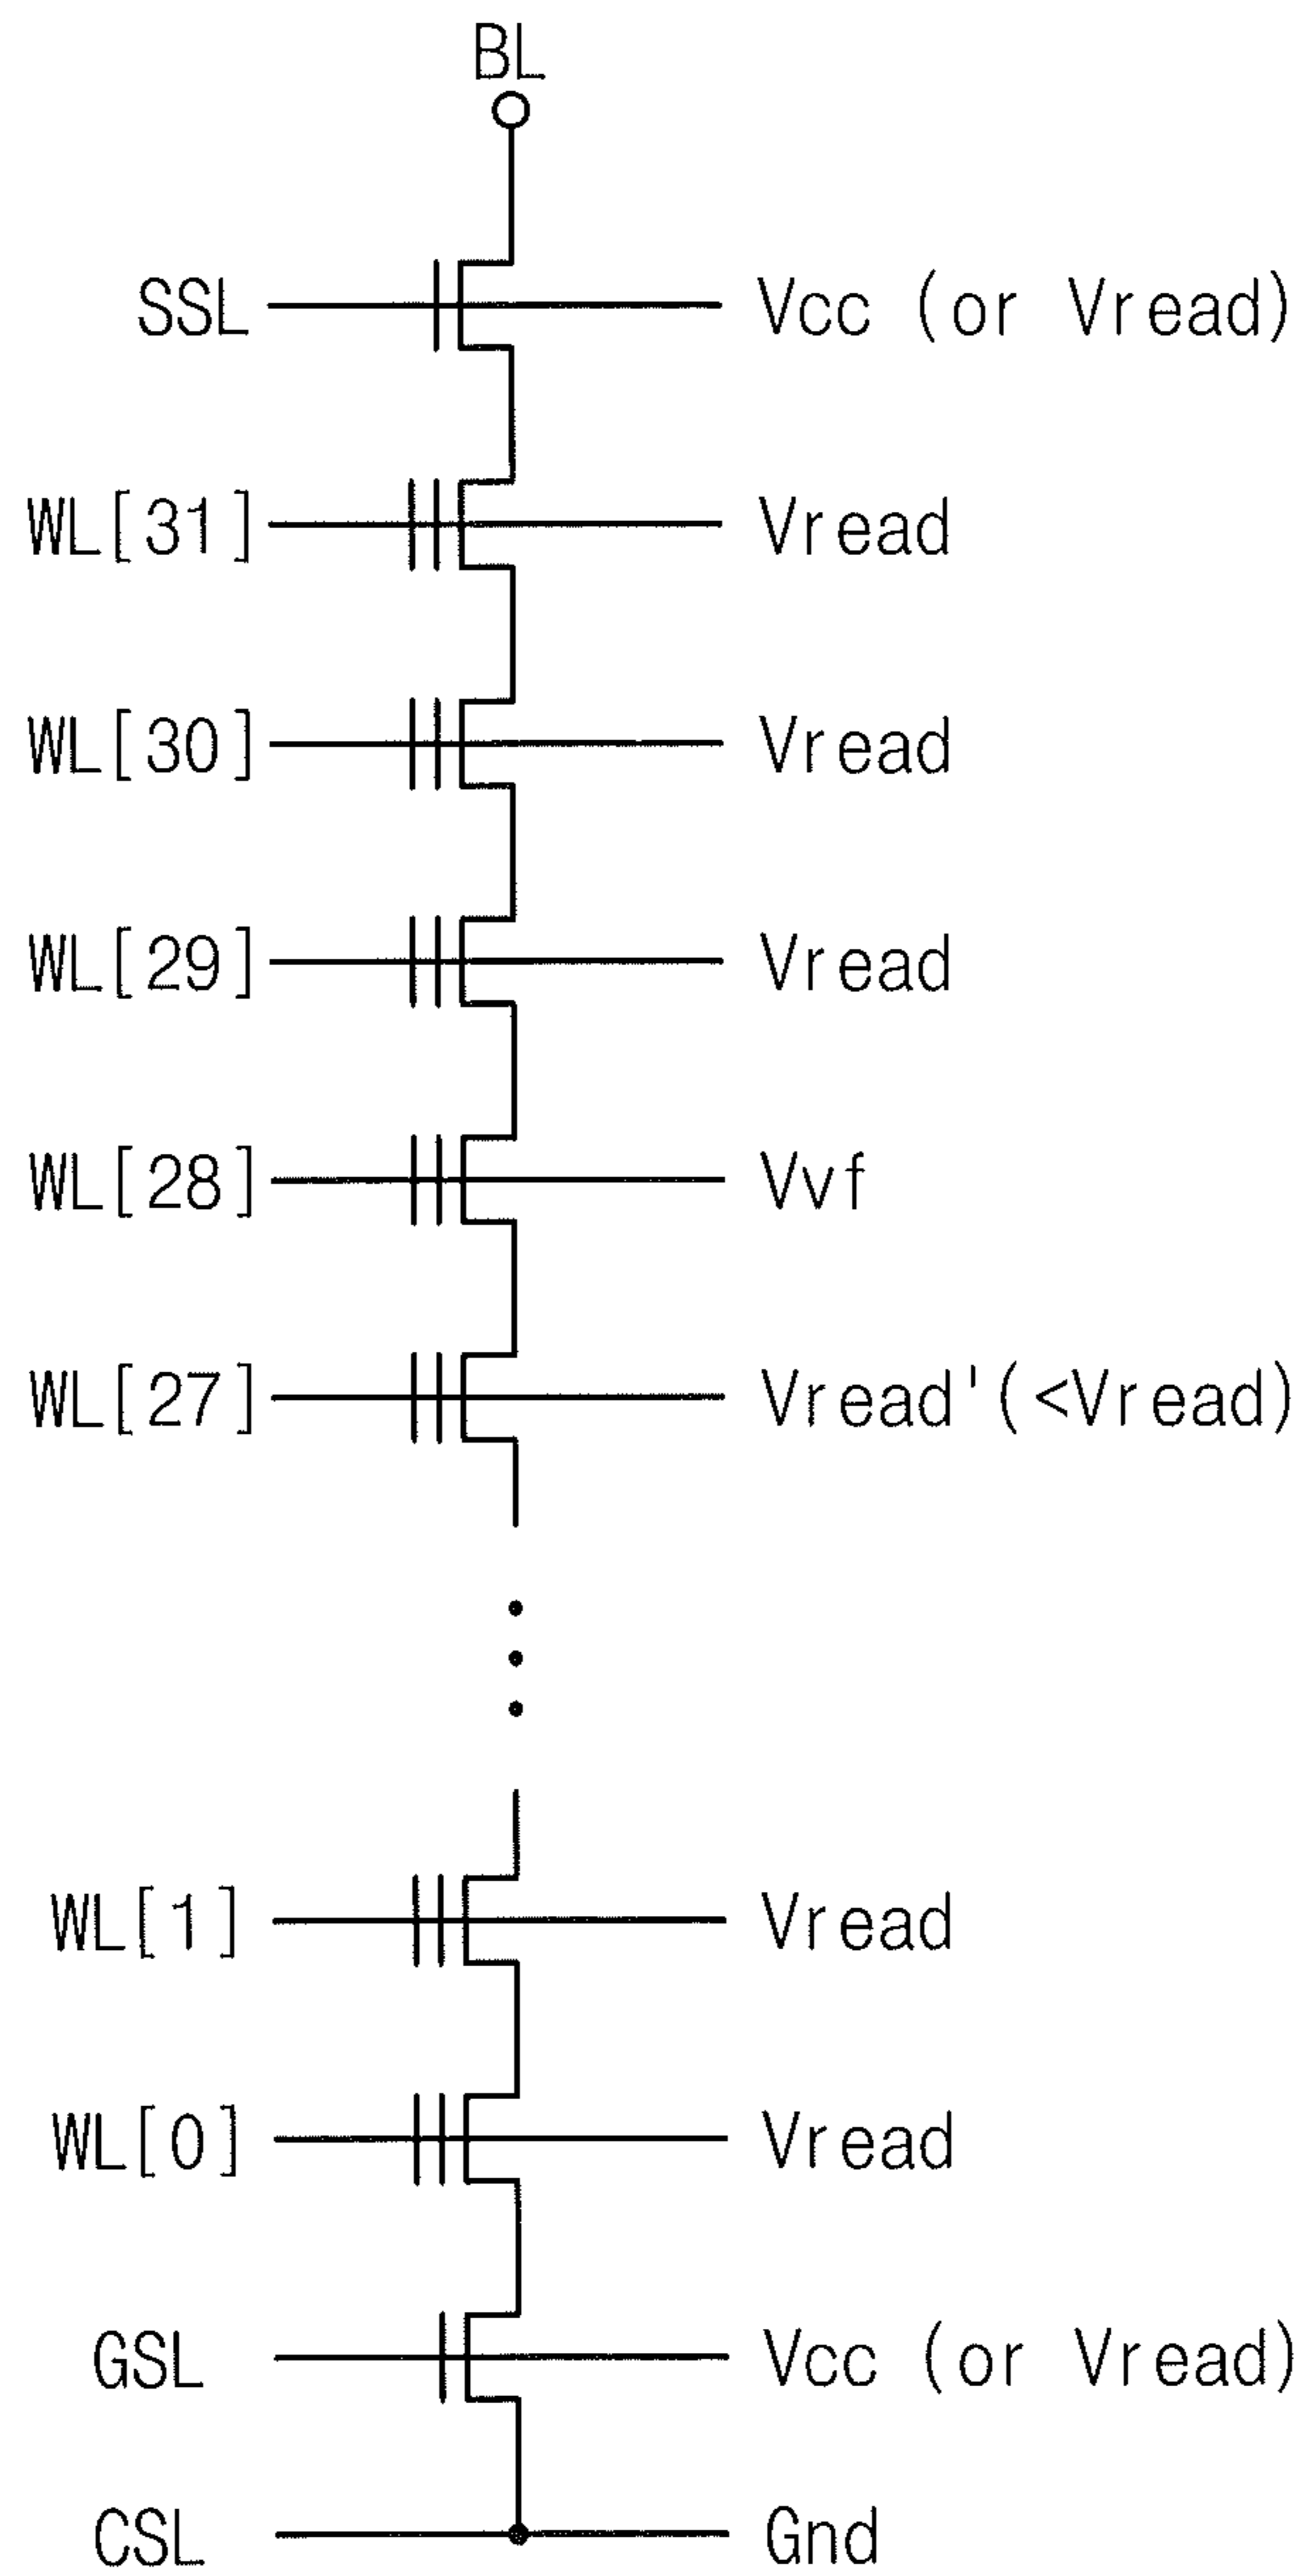 BL
SSL Vcc (or Vread)
WL[31] Vread
WL[30] Vread
WL[29] Vread
WL[28] Vvf
WL[27] Vread'(<Vread)
WL[1] Vread
WL[0] Vread
GSL Vcc (or Vread)
CSL Gnd